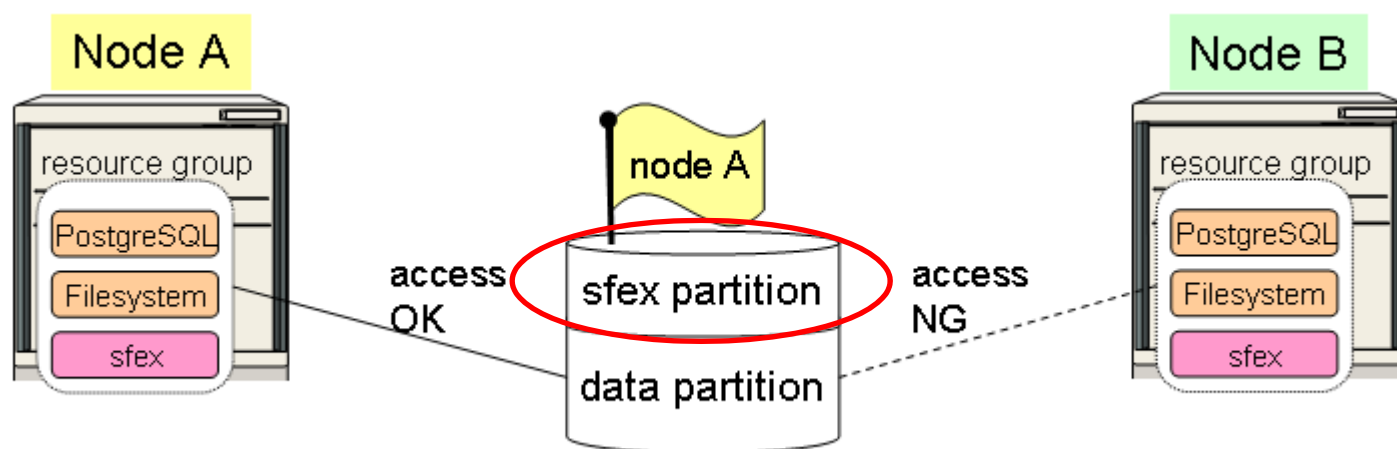 Node A
Node B
resource group
PostgreSQL
Filesystem
sfex
access
OK
node A
sfex partition
data partition
access
NG
resource group
PostgreSQL
Filesystem
sfex